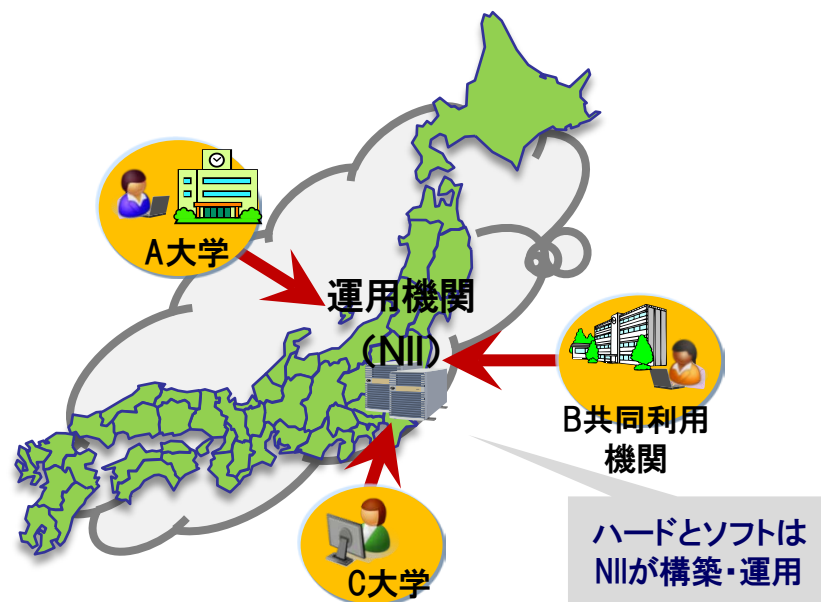 A大学
運用機関
(NII)
B共同利用
機関
C大学
ハードとソフトは
NIIが構築・運用